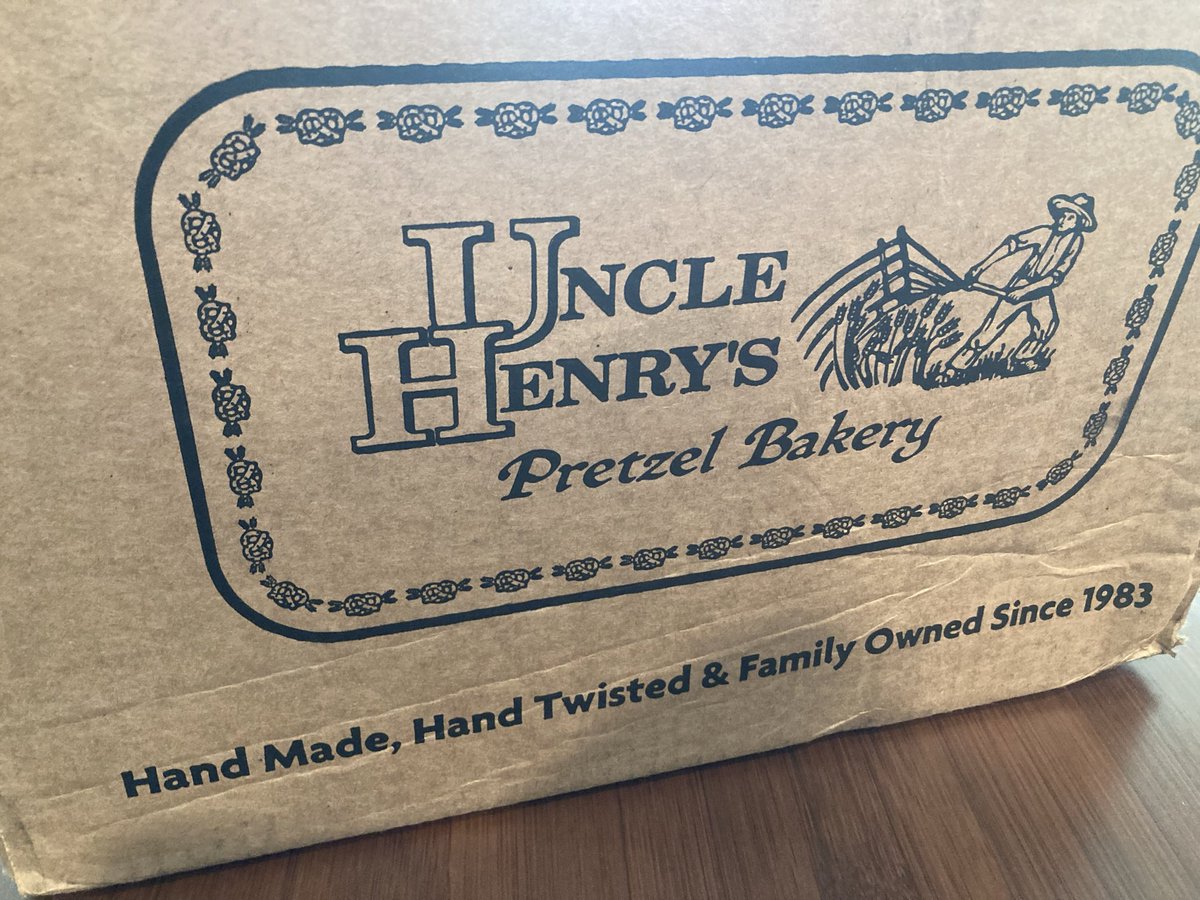 UNCLE
HENRY'S
Pretzel Bakery
Hand Made, Hand Twisted & Family Owned Since 1983